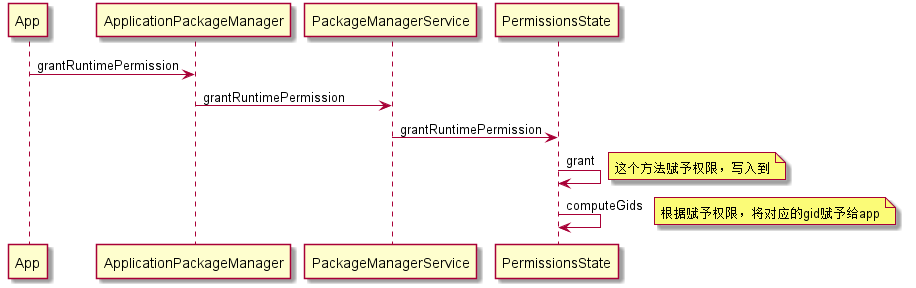 App
ApplicationPackageManager
PackageManagerService
PermissionsState
grantRuntimePermission
grantRuntimePermission
grantRuntimePermission
grant
这个方法赋予权限，写入到
computeGids
根据赋予权限，将对应的gid赋予给app
App
ApplicationPackageManager
PackageManagerService
PermissionsState